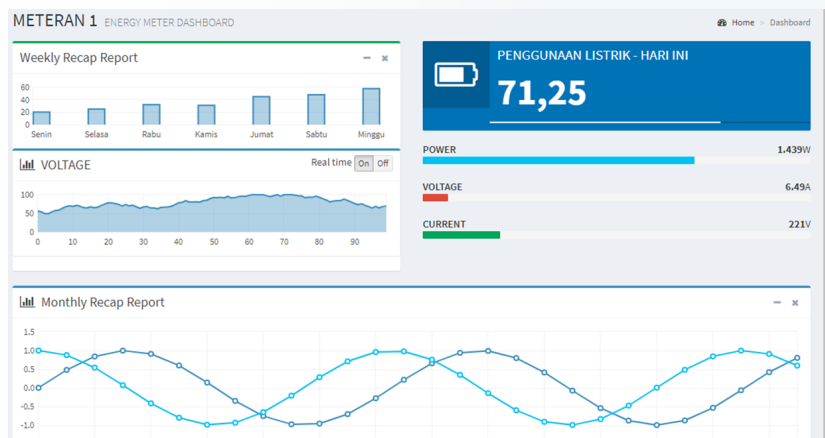 METERAN 1 ENERGY METER DASHBOARD
Home > Dashboard
Weekly Recap Report
60
40
20
0
Senin Selasa Rabu Kamis Jumat Sabtu Minggu
VOLTAGE
Real time On Off
100
50
0
0 10 20 30 40 50 60 70 80 90
PENGGUNAAN LISTRIK - HARI INI
71,25
POWER 1.439W
VOLTAGE 6.49A
CURRENT 221V
Monthly Recap Report
1.5
1.0
0.5
0.0
-0.5
-1.0